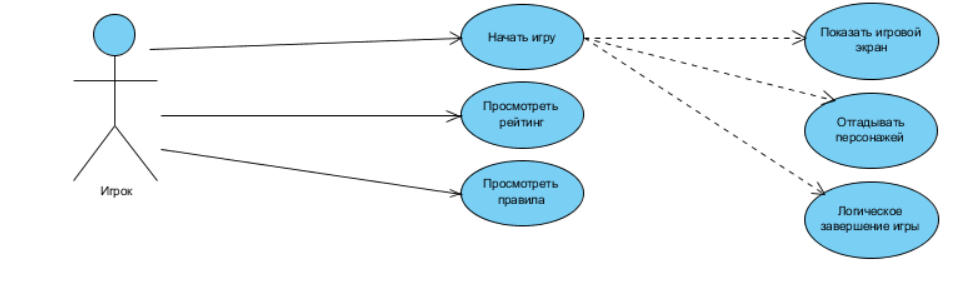 Начать игру
Показать игровой
экран
Просмотреть
рейтинг
Отгадывать
персонажей
Просмотреть
правила
Игрок
Логическое
завершение игры